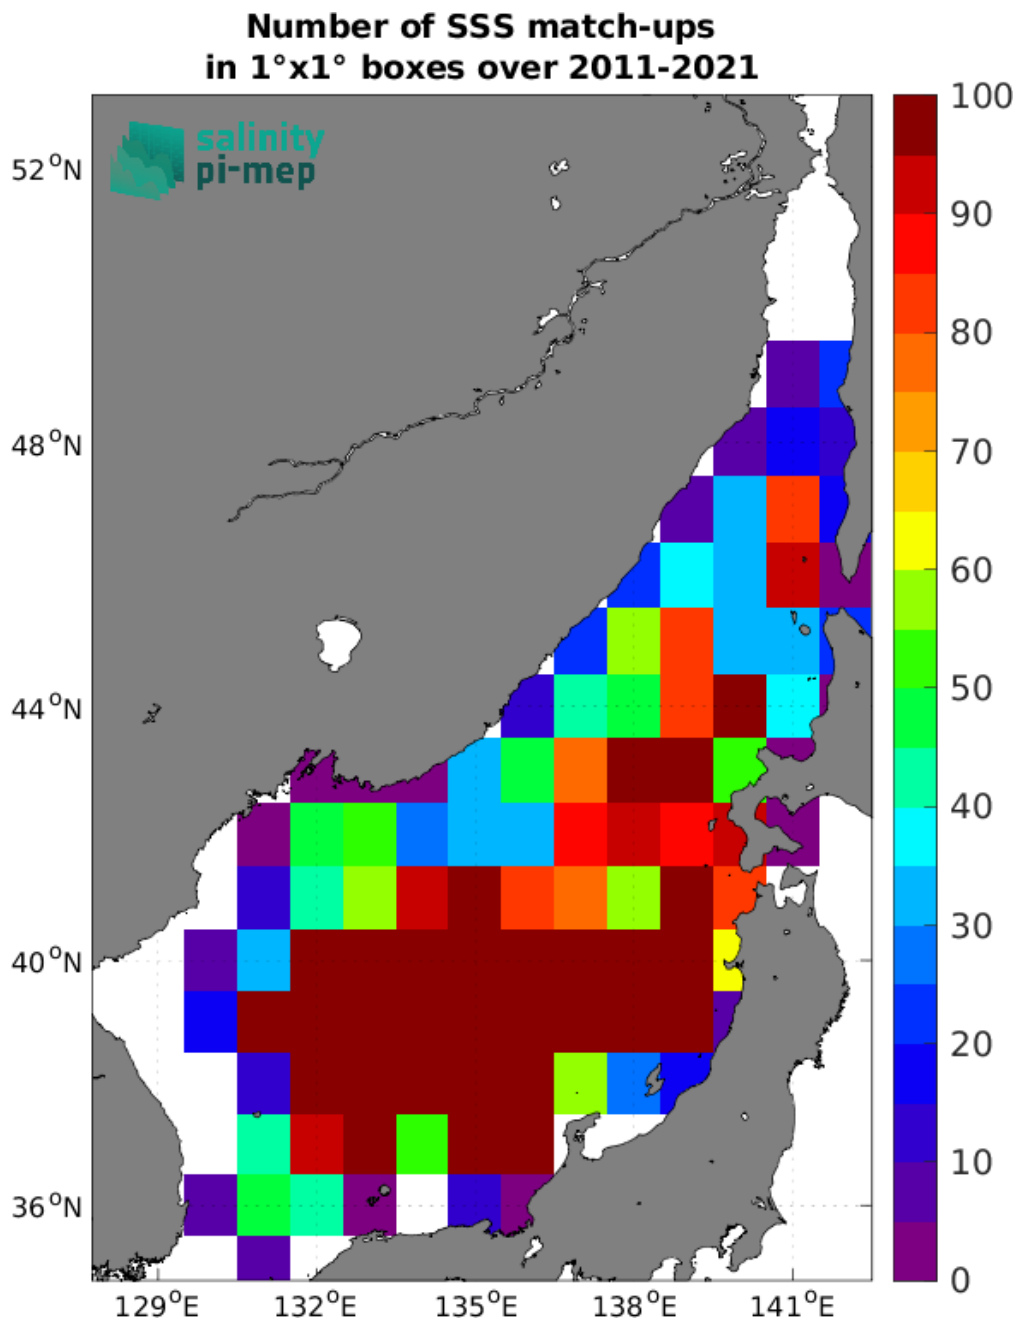 Number of SSS match-ups
in 1°x1° boxes over 2011-2021
salinity
pi-mep
52°N
48°N
44°N
40°N
36°N
129°E 132°E 135°E 138°E 141°E
100
90
80
70
60
50
40
30
20
10
0